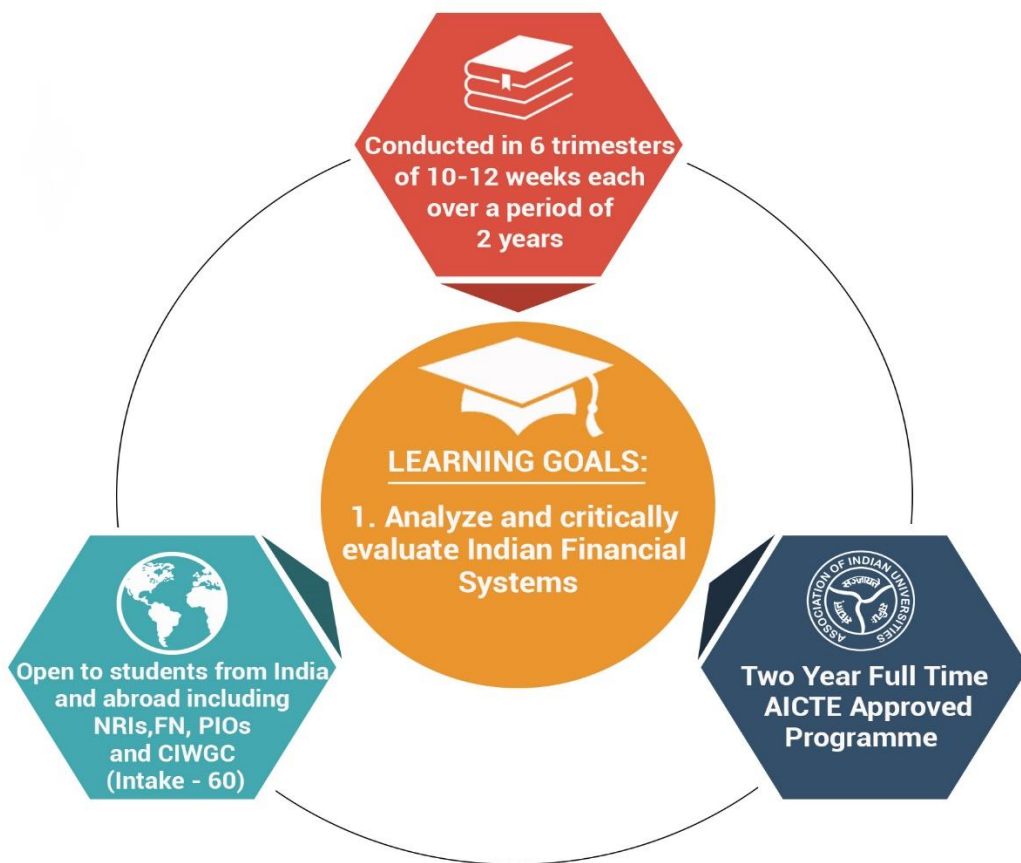 Conducted in 6 trimesters
of 10-12 weeks each
over a period of
2 years
LEARNING GOALS:
1. Analyze and critically
evaluate Indian Financial
Systems
Open to students from India
and abroad including
NRIs,FN, PIOs
and CIWGC
(Intake - 60)
ASSOCIATION OF INDIAN UNIVERSITIES
Two Year Full Time
AICTE Approved
Programme